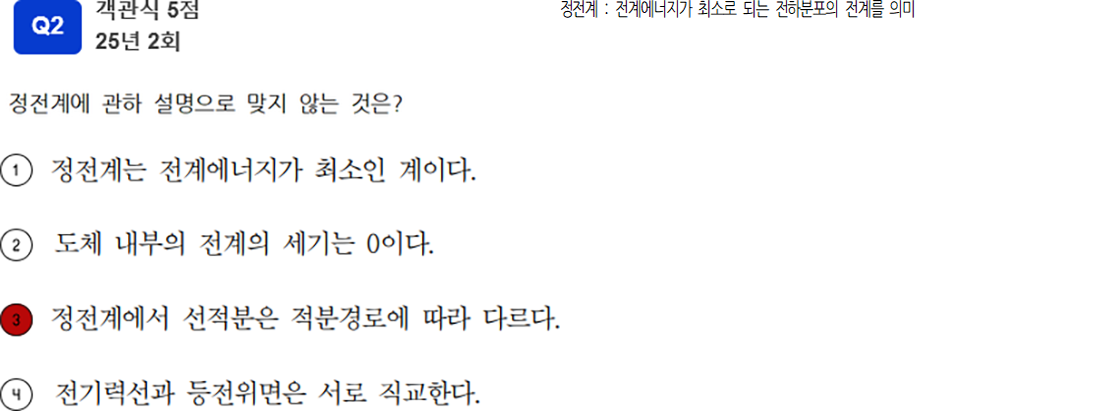 Q2
객관식 5점
25년 2회
정전계 : 전계에너지가 최소로 되는 전하분포의 전계를 의미
정전계에 관하 설명으로 맞지 않는 것은?
1 정전계는 전계에너지가 최소인 계이다.
2 도체 내부의 전계의 세기는 0이다.
3 정전계에서 선적분은 적분경로에 따라 다르다.
4 전기력선과 등전위면은 서로 직교한다.